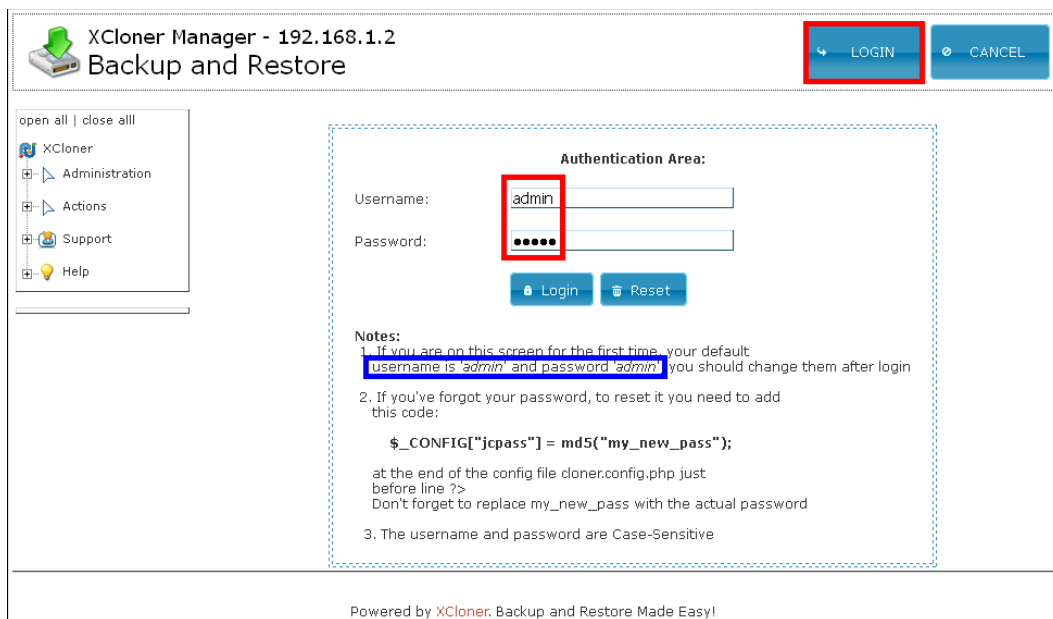 XCloner Manager - 192.168.1.2
Backup and Restore
LOGIN
CANCEL
open all | close alll
XCloner
Administration
Actions
Support
Help
Authentication Area:
Username: admin
Password: •••••
Login
Reset
Notes:
1. If you are on this screen for the first time, your default
username is 'admin' and password 'admin', you should change them after login
2. If you've forgot your password, to reset it you need to add
this code:
$_CONFIG["jcpass"] = md5("my_new_pass");
at the end of the config file cloner.config.php just
before line ?>
Don't forget to replace my_new_pass with the actual password
3. The username and password are Case-Sensitive
Powered by XCloner. Backup and Restore Made Easy!